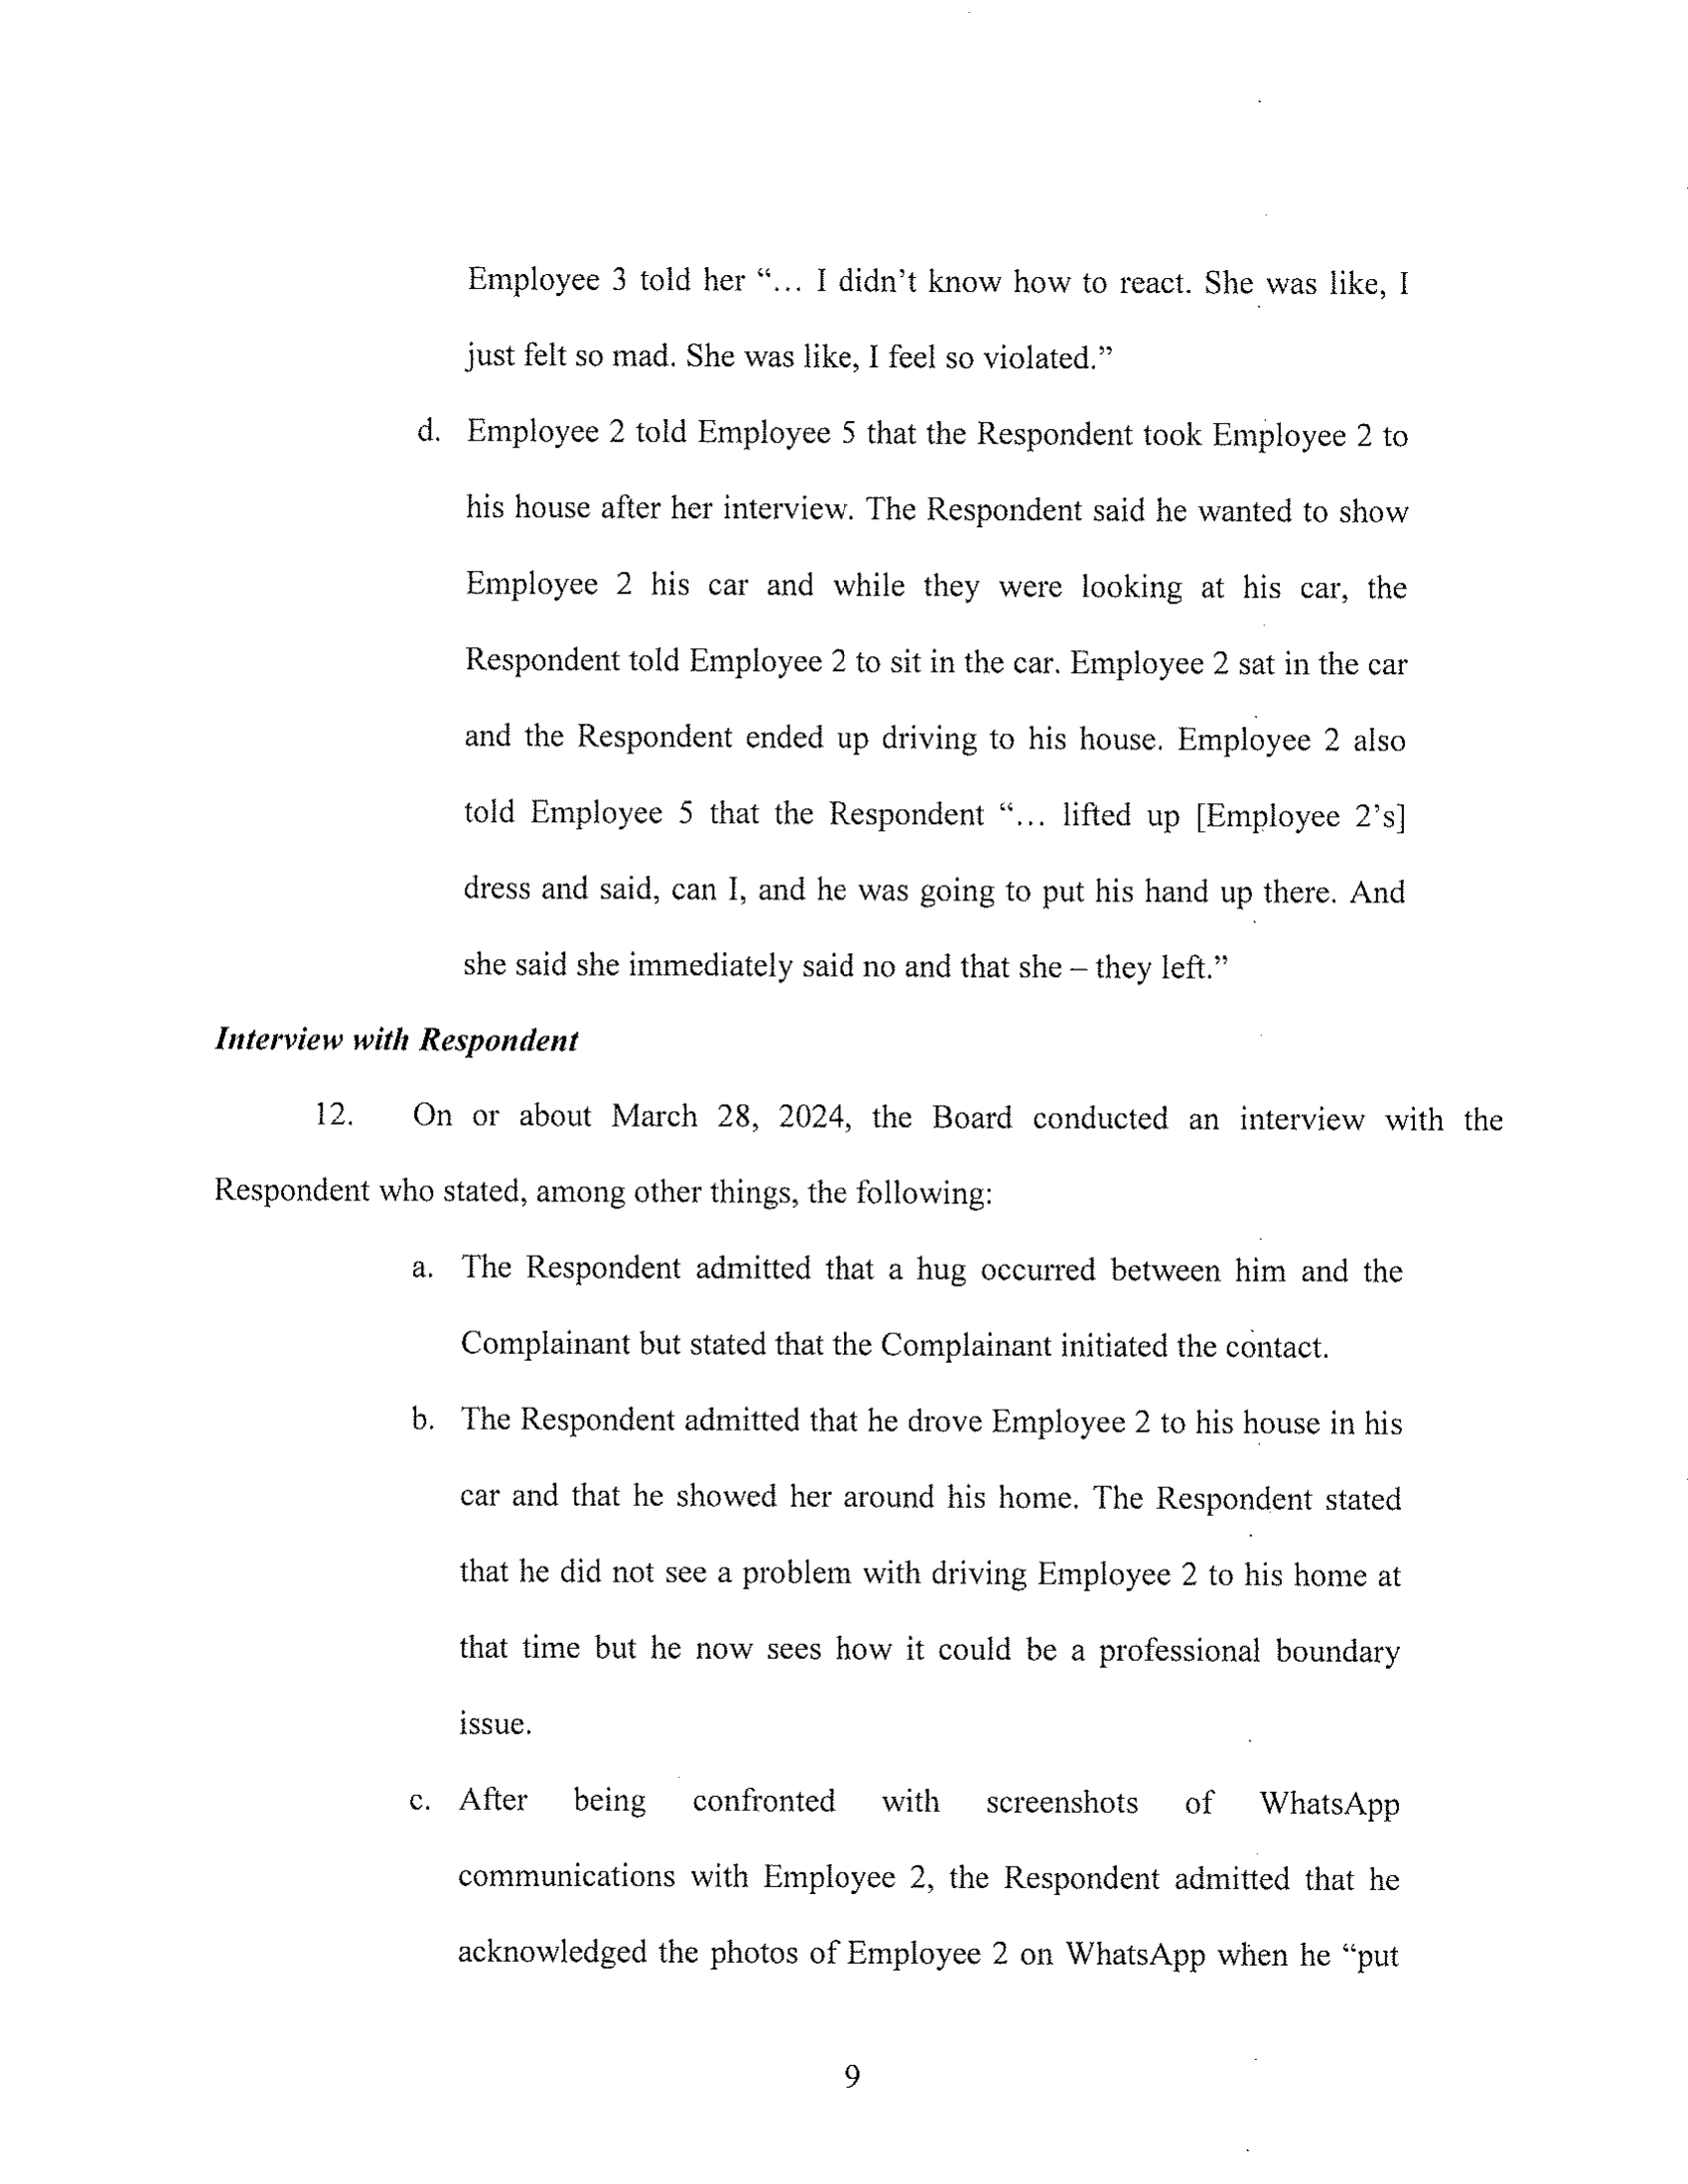 Employee 3 told her “... I didn’t know how to react. She was like, I
just felt so mad. She was like, I feel so violated.”
d. Employee 2 told Employee 5 that the Respondent took Employee 2 to
his house after her interview. The Respondent said he wanted to show
Employee 2 his car and while they were looking at his car, the
Respondent told Employee 2 to sit in the car. Employee 2 sat in the car
and the Respondent ended up driving to his house. Employee 2 also
told Employee 5 that the Respondent “... lifted up [Employee 2’s]
dress and said, can I, and he was going to put his hand up there. And
she said she immediately said no and that she – they left.”
Interview with Respondent
12. On or about March 28, 2024, the Board conducted an interview with the
Respondent who stated, among other things, the following:
a. The Respondent admitted that a hug occurred between him and the
Complainant but stated that the Complainant initiated the contact.
b. The Respondent admitted that he drove Employee 2 to his house in his
car and that he showed her around his home. The Respondent stated
that he did not see a problem with driving Employee 2 to his home at
that time but he now sees how it could be a professional boundary
issue.
c. After being confronted with screenshots of WhatsApp
communications with Employee 2, the Respondent admitted that he
acknowledged the photos of Employee 2 on WhatsApp when he “put
9